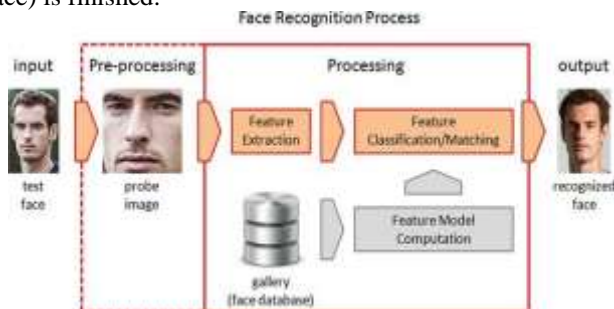 ace) is finished.
Face Recognition Process
input
Pre-processing
Processing
output
Feature
Extraction
Feature
Classification/Matching
test
face
probe
image
recognized
face
Feature Model
Computation
gallery
(face database)